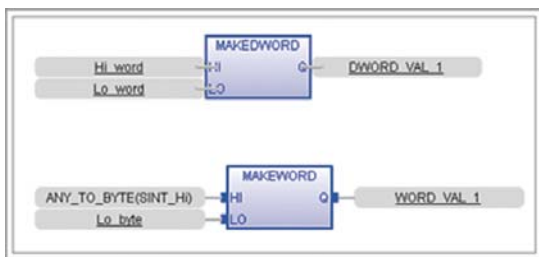 MAKEDWORD
Hi_word HI Q DWORD_VAL_1
Lo_word LO
MAKEWORD
ANY_TO_BYTE(SINT_Hi) HI Q WORD_VAL_1
Lo_byte LO